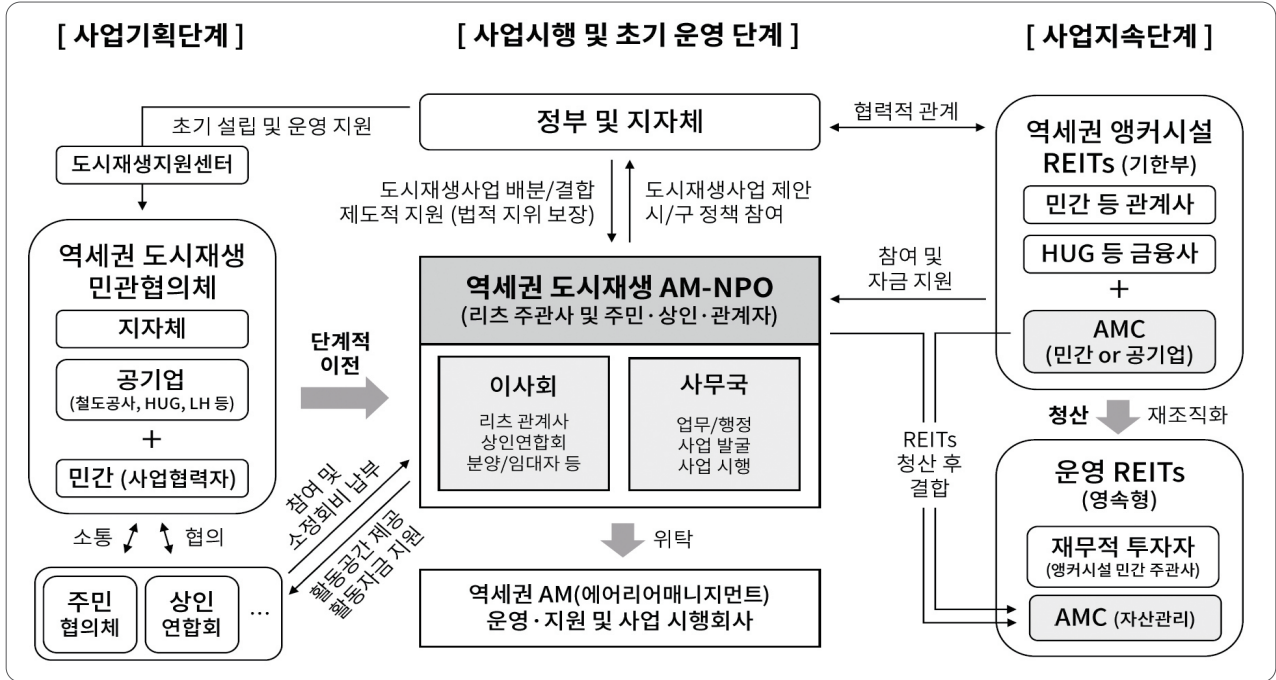 [ 사업기획단계 ]
[ 사업시행 및 초기 운영 단계 ]
[ 사업지속단계 ]
초기 설립 및 운영 지원
도시재생지원센터
역세권 도시재생
민관협의체
지자체
공기업
(철도공사, HUG, LH 등)
+
민간 (사업협력자)
소통
협의
주민
협의체
상인
연합회
...
단계적
이전
참여 및
소정회비 납부
활동공간 제공
활동자금 지원
정부 및 지자체
도시재생사업 배분/결합
제도적 지원 (법적 지위 보장)
도시재생사업 제안
시/구 정책 참여
역세권 도시재생 AM-NPO
(리츠 주관사 및 주민·상인·관계자)
이사회
리츠 관계사
상인연합회
분양/임대자 등
사무국
업무/행정
사업 발굴
사업 시행
위탁
역세권 AM(에어리어매니지먼트)
운영·지원 및 사업 시행회사
협력적 관계
참여 및
자금 지원
REITs
청산 후
결합
역세권 앵커시설
REITs (기한부)
민간 등 관계사
HUG 등 금융사
+
AMC
(민간 or 공기업)
청산
재조직화
운영 REITs
(영속형)
재무적 투자자
(앵커시설 민간 주관사)
AMC (자산관리)